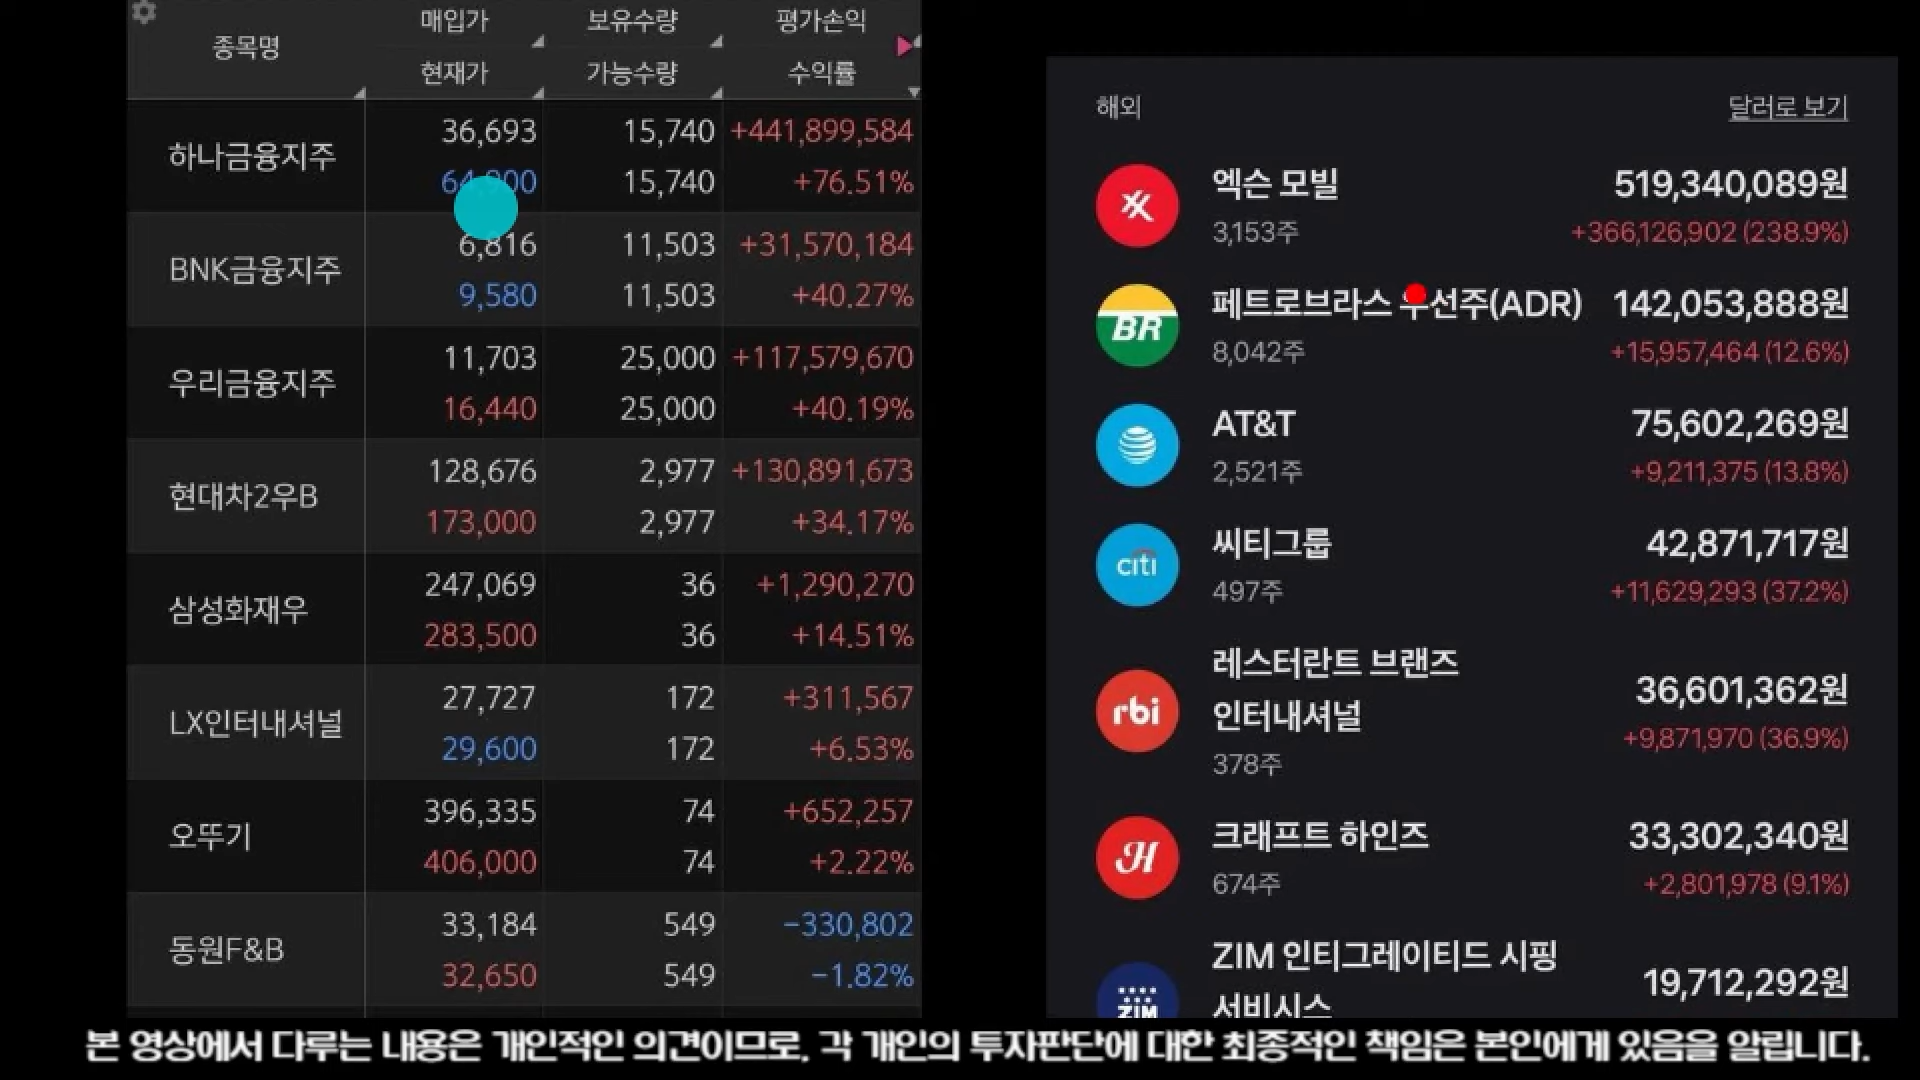 종목명
매입가
보유수량
평가손익
현재가
가능수량
수익률
하나금융지주
36,693
15,740
+441,899,584
15,740
+76.51%
BNK금융지주
6,816
11,503
+31,570,184
9,580
11,503
+40.27%
우리금융지주
11,703
25,000
+117,579,670
16,440
25,000
+40.19%
현대차2우B
128,676
2,977
+130,891,673
173,000
2,977
+34.17%
삼성화재우
247,069
36
+1,290,270
283,500
36
+14.51%
LX인터내셔널
27,727
172
+311,567
29,600
172
+6.53%
오뚜기
396,335
74
+652,257
406,000
74
+2.22%
동원F&B
33,184
549
-330,802
32,650
549
-1.82%
해외
달러로 보기
엑슨 모빌
519,340,089원
3,153주
+366,126,902 (238.9%)
BR
페트로브라스 우선주(ADR)
142,053,888원
8,042주
+15,957,464 (12.6%)
AT&T
75,602,269원
2,521주
+9,211,375 (13.8%)
citi
씨티그룹
42,871,717원
497주
+11,629,293 (37.2%)
rbi
레스터란트 브랜즈
인터내셔널
36,601,362원
378주
+9,871,970 (36.9%)
H
크래프트 하인즈
33,302,340원
674주
+2,801,978 (9.1%)
ZIM
ZIM 인티그레이티드 시핑
서비시스
19,712,292원
본 영상에서 다루는 내용은 개인적인 의견이므로, 각 개인의 투자판단에 대한 최종적인 책임은 본인에게 있음을 알립니다.